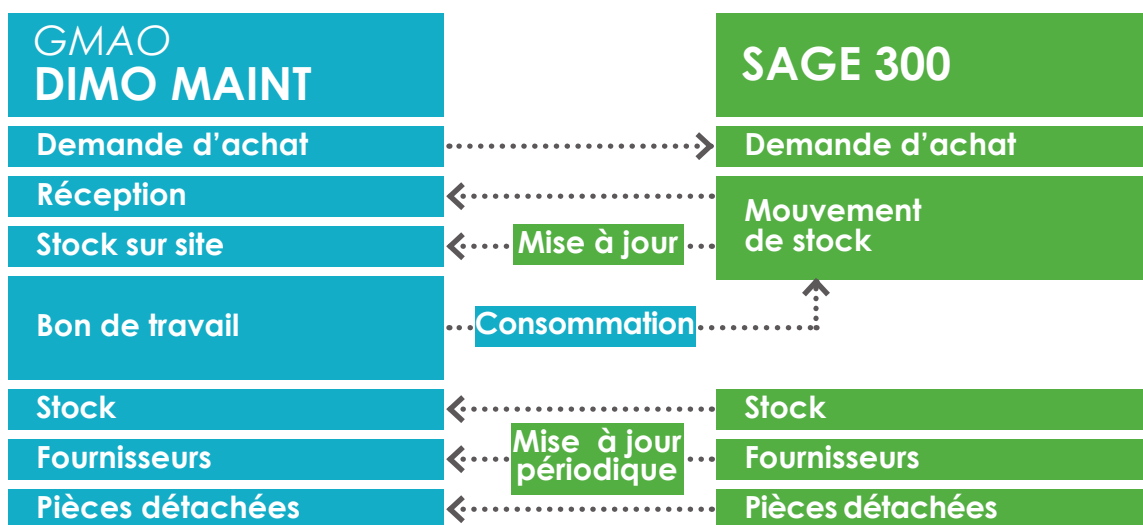 GMAO
DIMO MAINT
SAGE 300
Demande d’achat
Demande d’achat
Réception
Mouvement
de stock
Stock sur site
Mise à jour
Bon de travail
Consommation
Stock
Stock
Fournisseurs
Mise à jour
périodique
Fournisseurs
Pièces détachées
Pièces détachées